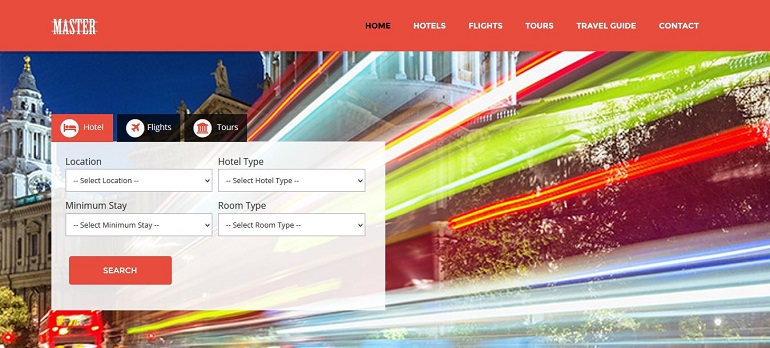 MASTER
HOME HOTELS FLIGHTS TOURS TRAVEL GUIDE CONTACT
Hotel Flights Tours
Location Hotel Type
-- Select Location -- -- Select Hotel Type --
Minimum Stay Room Type
-- Select Minimum Stay -- -- Select Room Type --
SEARCH